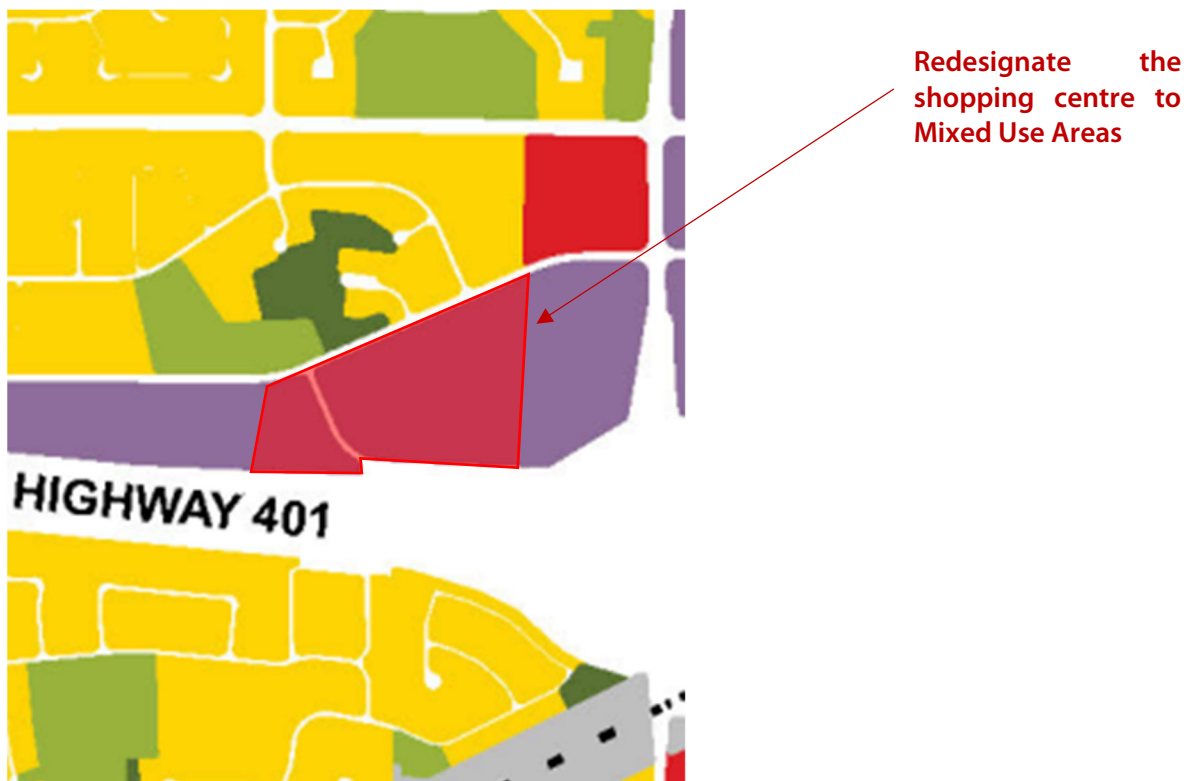 Redesignate the
shopping centre to
Mixed Use Areas
HIGHWAY 401